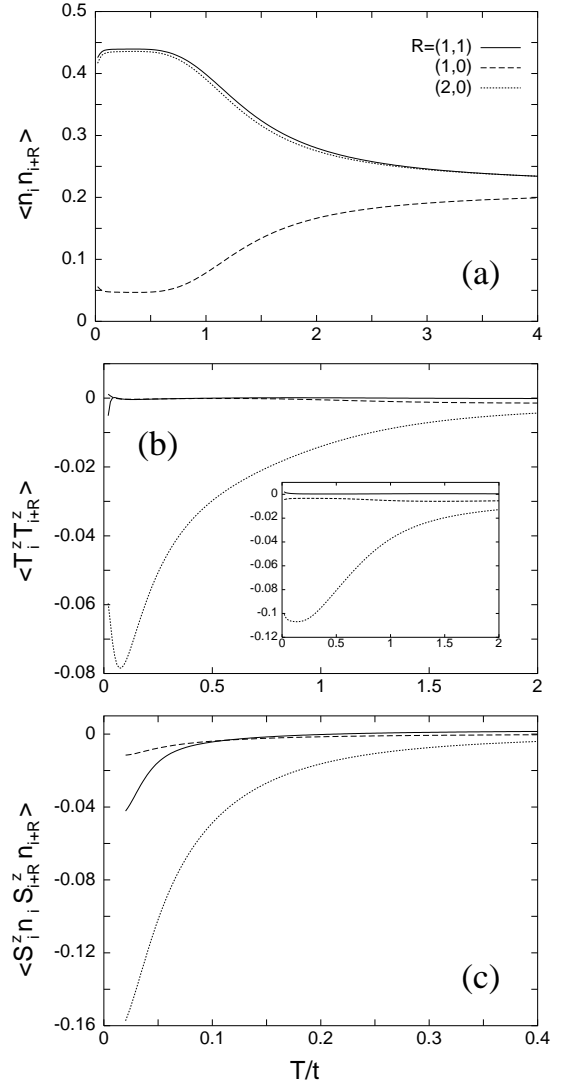 0.5
0.4
0.3
0.2
0.1
0
<n_i n_{i+R}>
R=(1,1)
(1,0)
(2,0)
(a)
0 1 2 3 4
0
-0.02
-0.04
-0.06
-0.08
<T_i^z T_{i+R}^z>
(b)
0
-0.02
-0.04
-0.06
-0.08
-0.1
-0.12
0 0.5 1 1.5 2
0 0.5 1 1.5 2
0
-0.04
-0.08
-0.12
-0.16
<S_i^z n_i S_{i+R}^z n_{i+R}>
(c)
0 0.1 0.2 0.3 0.4
T/t